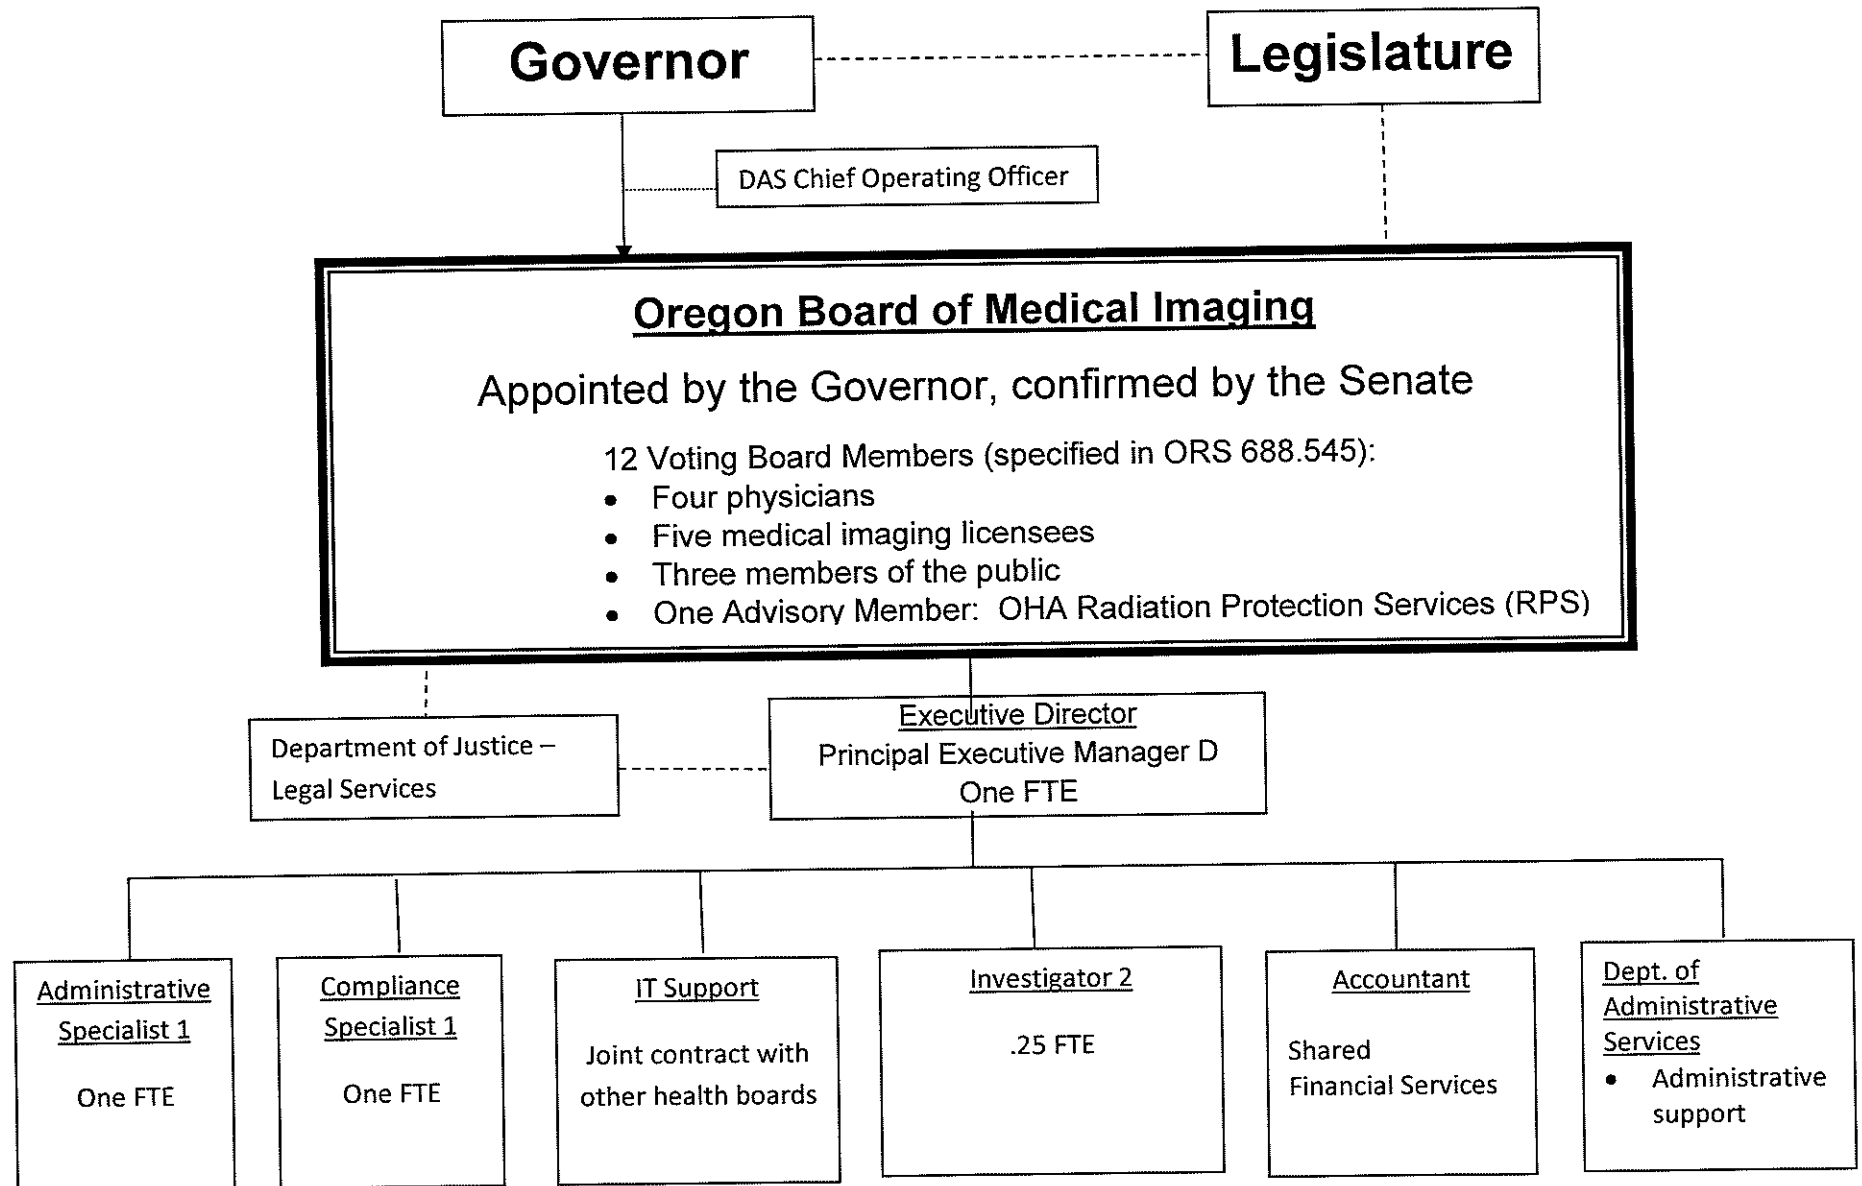 Governor
Legislature
DAS Chief Operating Officer
Oregon Board of Medical Imaging
Appointed by the Governor, confirmed by the Senate
12 Voting Board Members (specified in ORS 688.545):
• Four physicians
• Five medical imaging licensees
• Three members of the public
• One Advisory Member: OHA Radiation Protection Services (RPS)
Department of Justice –
Legal Services
Executive Director
Principal Executive Manager D
One FTE
Administrative
Specialist 1
One FTE
Compliance
Specialist 1
One FTE
IT Support
Joint contract with
other health boards
Investigator 2
.25 FTE
Accountant
Shared
Financial Services
Dept. of
Administrative
Services
• Administrative
support